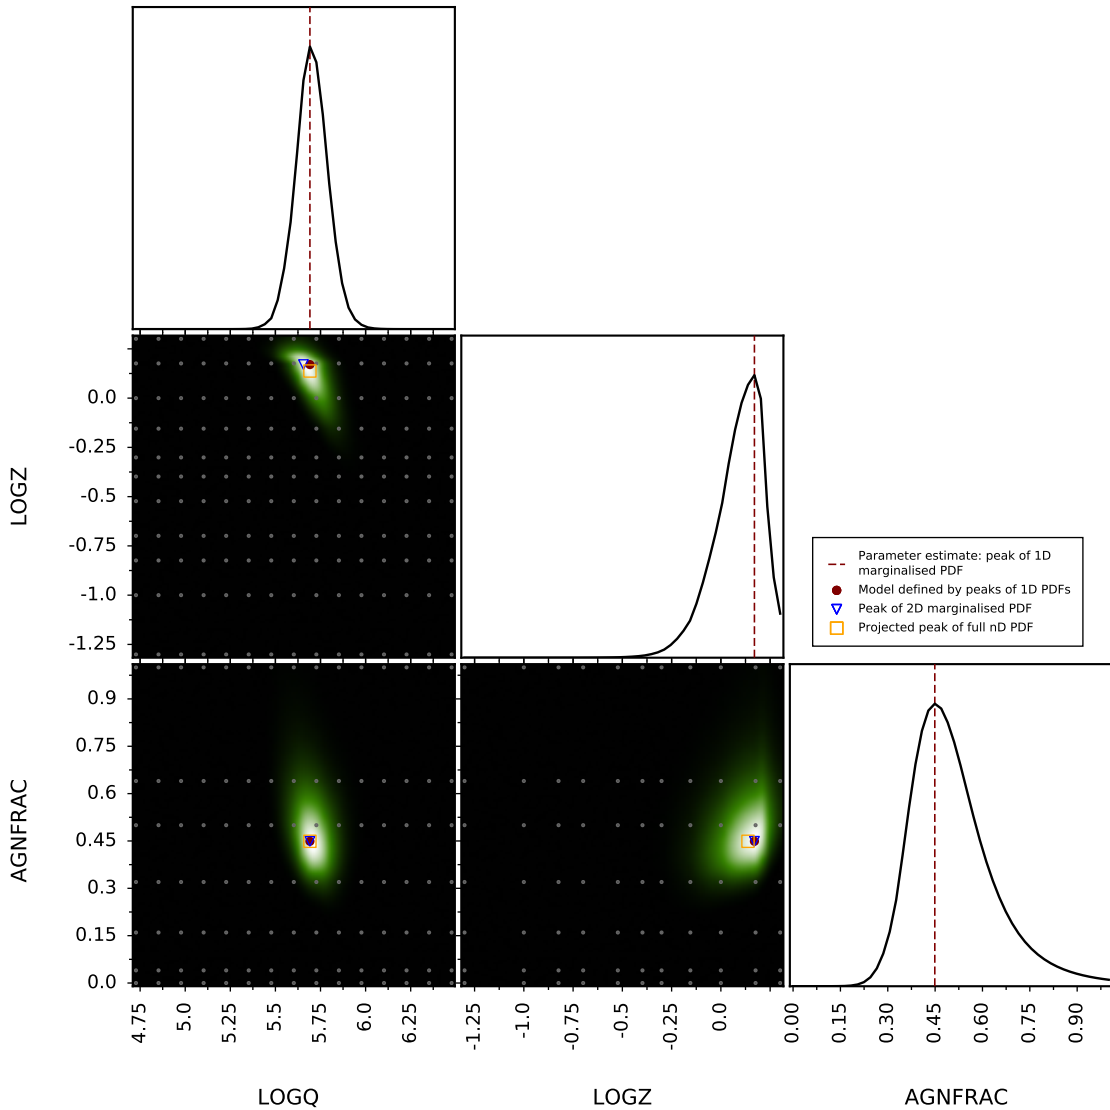 LOGZ
0.0
-0.25
-0.5
-0.75
-1.0
-1.25
Parameter estimate: peak of 1D
marginalised PDF
Model defined by peaks of 1D PDFs
Peak of 2D marginalised PDF
Projected peak of full nD PDF
AGNFRAC
0.9
0.75
0.6
0.45
0.3
0.15
0.0
4.75 5.0 5.25 5.5 5.75 6.0 6.25
-1.25 -1.0 -0.75 -0.5 -0.25 0.0
0.00 0.15 0.30 0.45 0.60 0.75 0.90
LOGQ LOGZ AGNFRAC